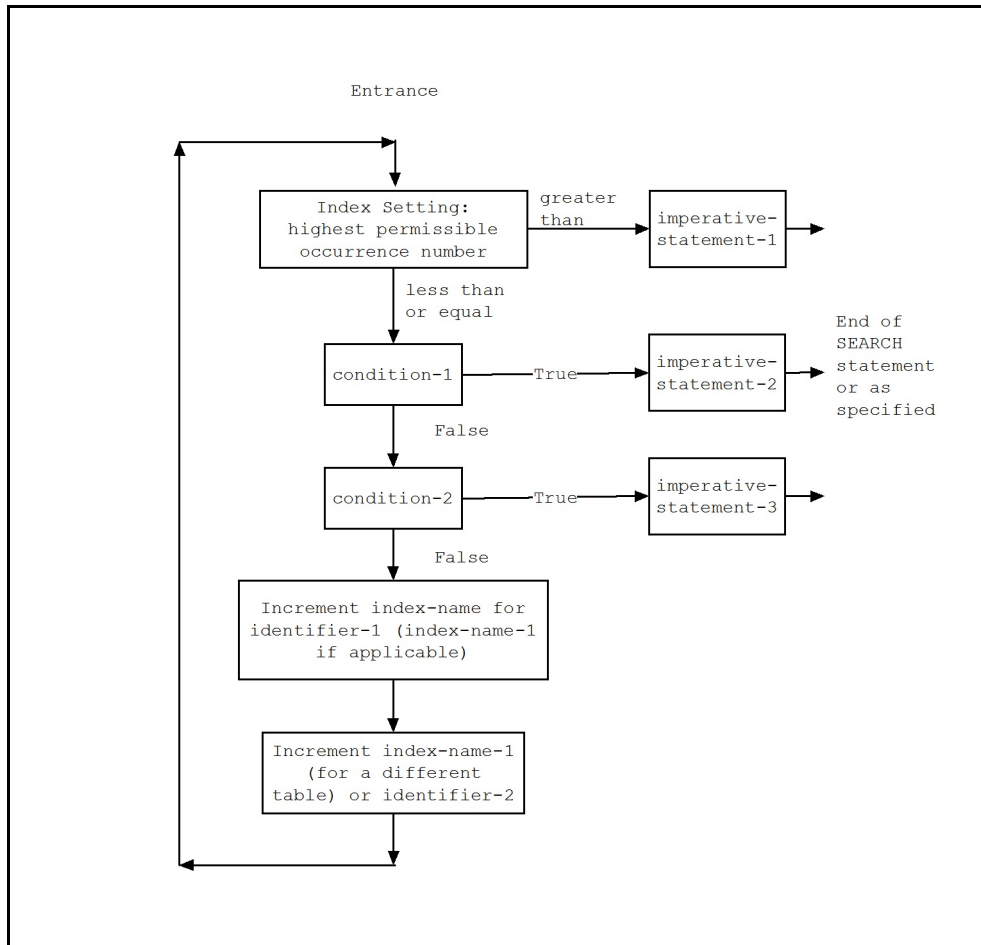 Entrance
Index Setting:
highest permissible
occurrence number
greater
than
imperative-
statement-1
less than
or equal
condition-1
True
imperative-
statement-2
End of
SEARCH
statement
or as
specified
False
condition-2
True
imperative-
statement-3
False
Increment index-name for
identifier-1 (index-name-1
if applicable)
Increment index-name-1
(for a different
table) or identifier-2